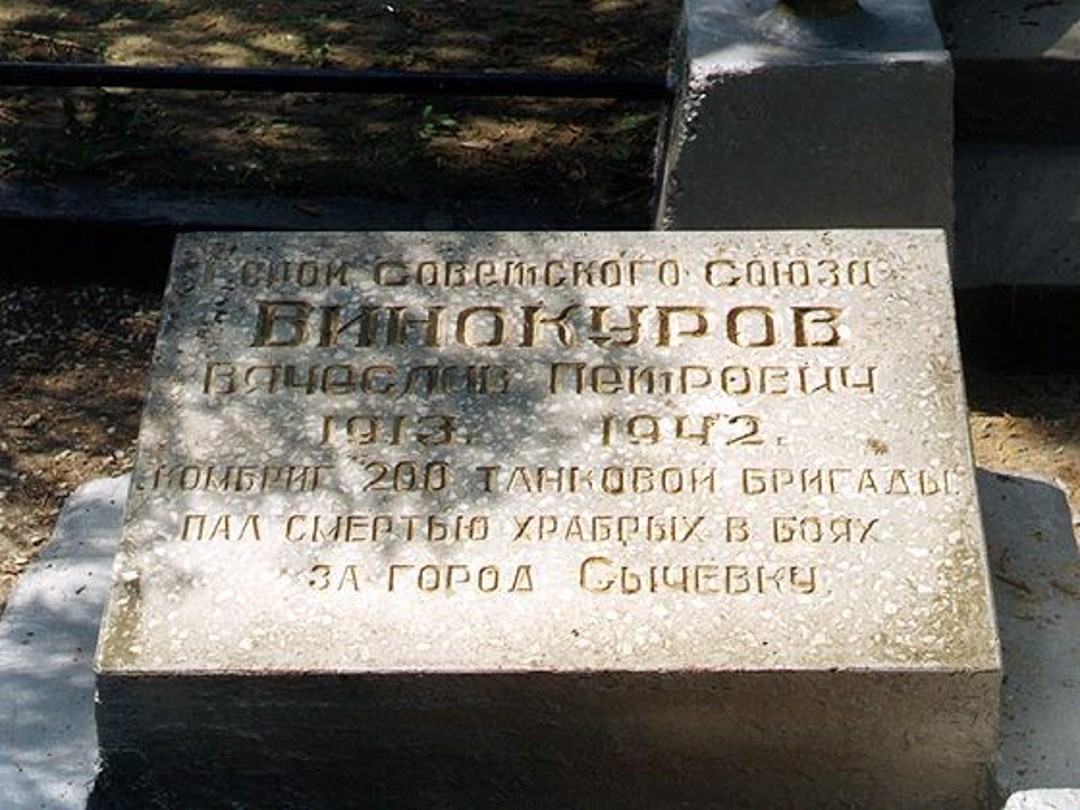 Герой Советского Союза
ВИНОКУРОВ
Вячеслав Петрович
1913. 1942.
КОМБРИГ 200 ТАНКОВОЙ БРИГАДЫ.
ПАЛ СМЕРТЬЮ ХРАБРЫХ В БОЯХ
ЗА ГОРОД СЫЧЕВКУ.